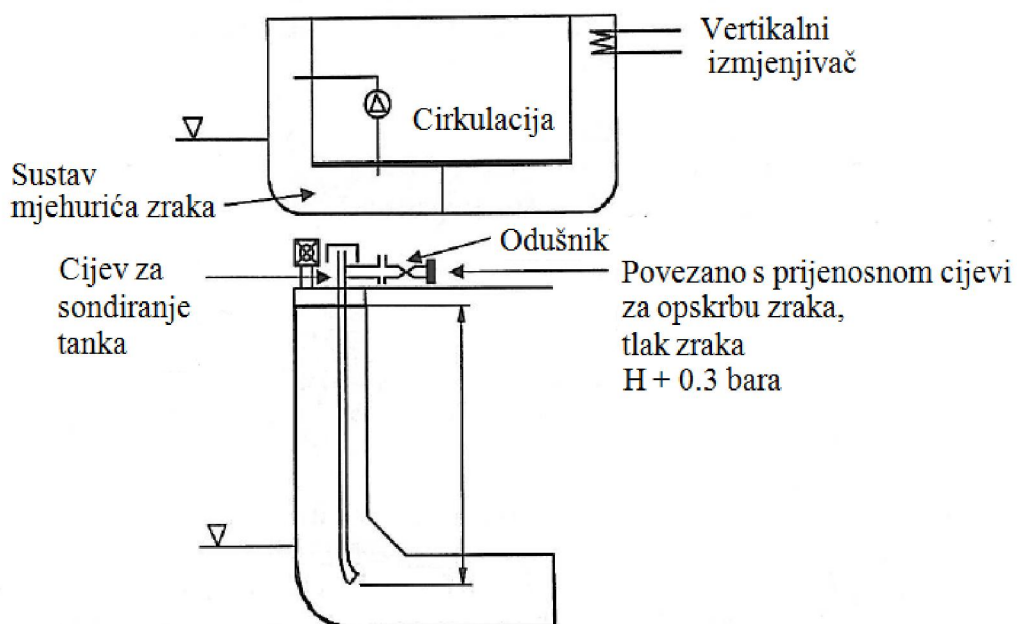 Vertikalni
izmjenjivač
Cirkulacija
Sustav
mjehurića zraka
Odušnik
Cijev za
sondiranje
tanka
Povezano s prijenosnom cijevi
za opskrbu zraka,
tlak zraka
H + 0.3 bara